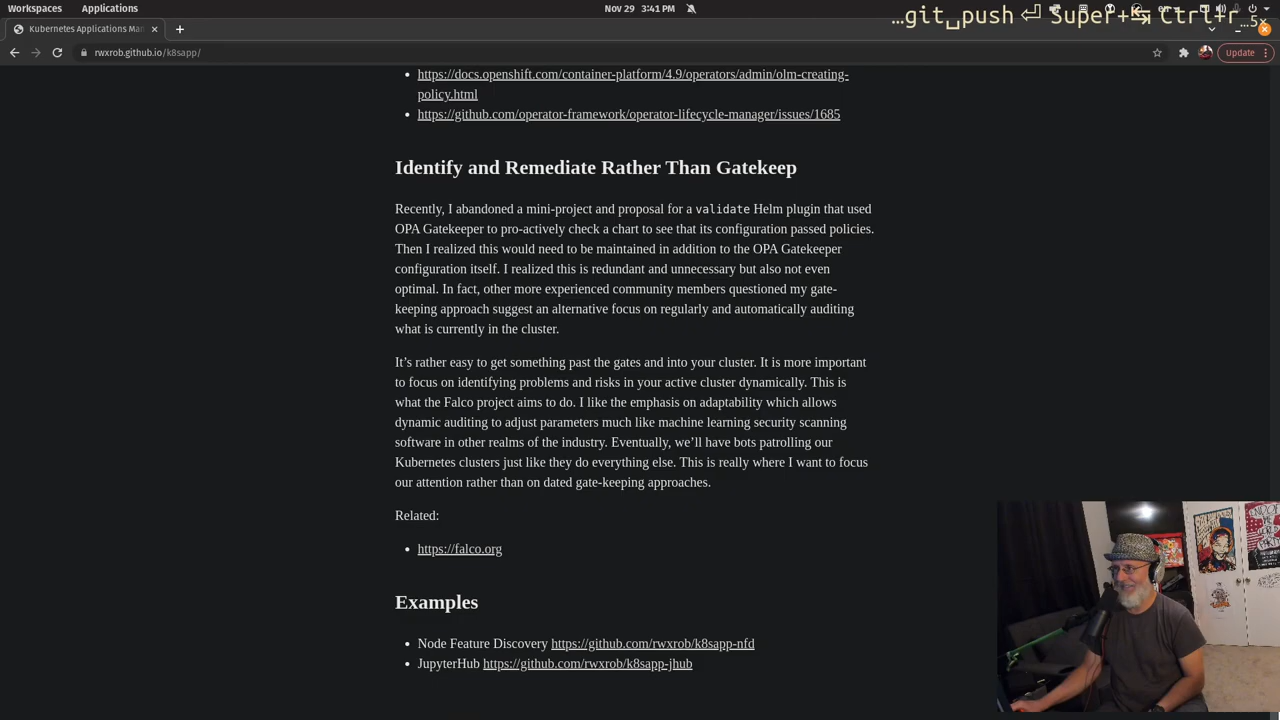 Workspaces Applications Nov 29 3:41 PM en
…git␣push ⏎ Super+↹ Ctrl+r…5×
Kubernetes Applications Man
rwxrob.github.io/k8sapp/ Update
https://docs.openshift.com/container-platform/4.9/operators/admin/olm-creating-
policy.html
https://github.com/operator-framework/operator-lifecycle-manager/issues/1685
Identify and Remediate Rather Than Gatekeep
Recently, I abandoned a mini-project and proposal for a validate Helm plugin that used
OPA Gatekeeper to pro-actively check a chart to see that its configuration passed policies.
Then I realized this would need to be maintained in addition to the OPA Gatekeeper
configuration itself. I realized this is redundant and unnecessary but also not even
optimal. In fact, other more experienced community members questioned my gate-
keeping approach suggest an alternative focus on regularly and automatically auditing
what is currently in the cluster.
It’s rather easy to get something past the gates and into your cluster. It is more important
to focus on identifying problems and risks in your active cluster dynamically. This is
what the Falco project aims to do. I like the emphasis on adaptability which allows
dynamic auditing to adjust parameters much like machine learning security scanning
software in other realms of the industry. Eventually, we’ll have bots patrolling our
Kubernetes clusters just like they do everything else. This is really where I want to focus
our attention rather than on dated gate-keeping approaches.
Related:
https://falco.org
Examples
Node Feature Discovery https://github.com/rwxrob/k8sapp-nfd
JupyterHub https://github.com/rwxrob/k8sapp-jhub